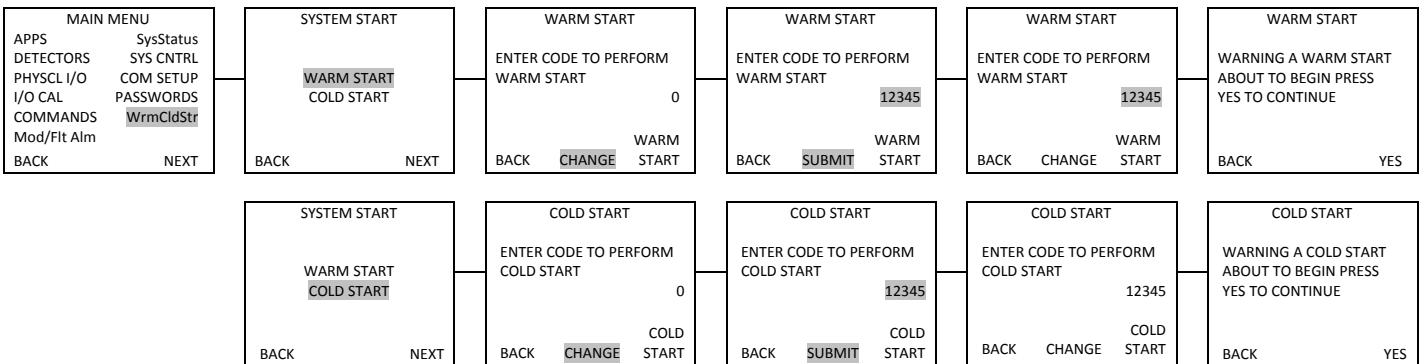 MAIN MENU
APPS SysStatus
DETECTORS SYS CNTRL
PHYSCL I/O COM SETUP
I/O CAL PASSWORDS
COMMANDS WrmCldStr
Mod/Flt Alm
BACK NEXT
SYSTEM START
WARM START
COLD START
BACK NEXT
WARM START
ENTER CODE TO PERFORM
WARM START
0
WARM
BACK CHANGE START
WARM START
ENTER CODE TO PERFORM
WARM START
12345
WARM
BACK SUBMIT START
WARM START
ENTER CODE TO PERFORM
WARM START
12345
WARM
BACK CHANGE START
WARM START
WARNING A WARM START
ABOUT TO BEGIN PRESS
YES TO CONTINUE
BACK YES
SYSTEM START
WARM START
COLD START
BACK NEXT
COLD START
ENTER CODE TO PERFORM
COLD START
0
COLD
BACK CHANGE START
COLD START
ENTER CODE TO PERFORM
COLD START
12345
COLD
BACK SUBMIT START
COLD START
ENTER CODE TO PERFORM
COLD START
12345
COLD
BACK CHANGE START
COLD START
WARNING A COLD START
ABOUT TO BEGIN PRESS
YES TO CONTINUE
BACK YES